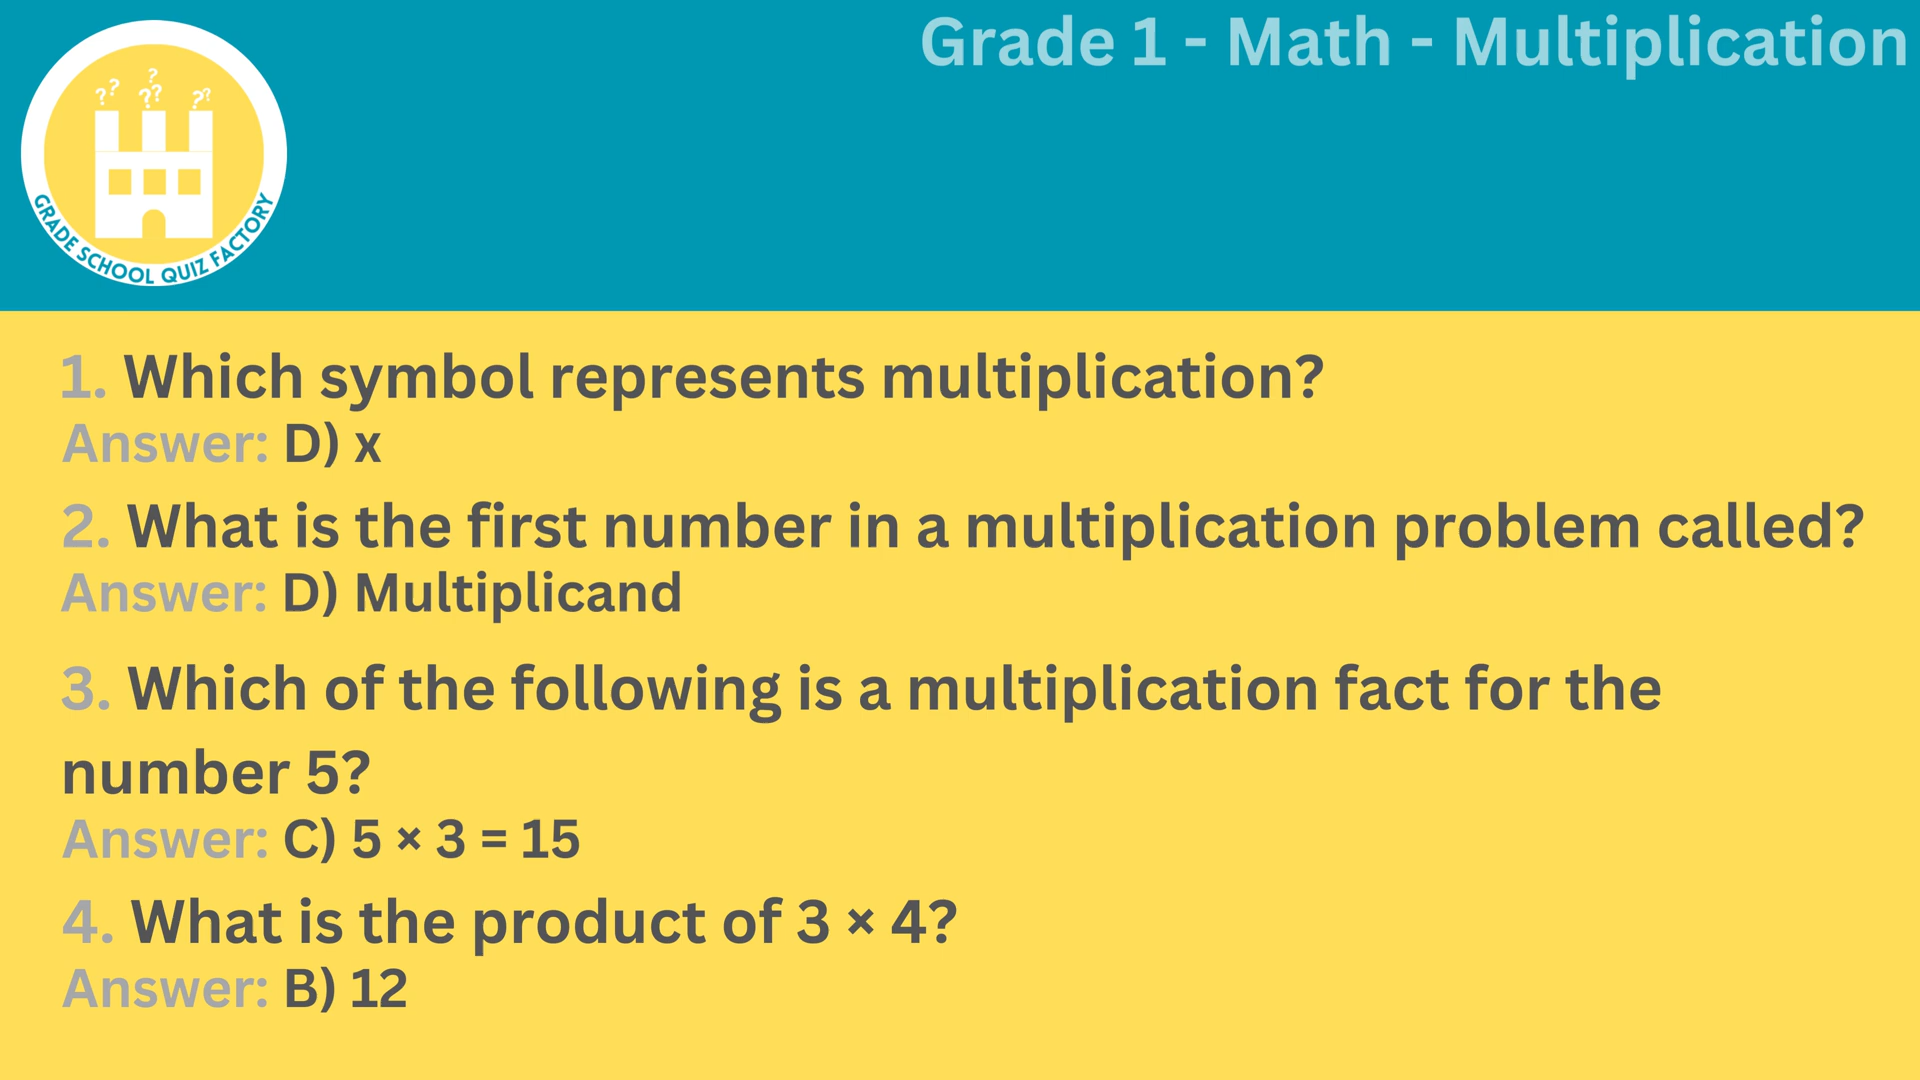 Grade 1 - Math - Multiplication
? ? ? ? ? ? ?
GRADE SCHOOL QUIZ FACTORY
1. Which symbol represents multiplication?
Answer: D) x
2. What is the first number in a multiplication problem called?
Answer: D) Multiplicand
3. Which of the following is a multiplication fact for the
number 5?
Answer: C) 5 × 3 = 15
4. What is the product of 3 × 4?
Answer: B) 12